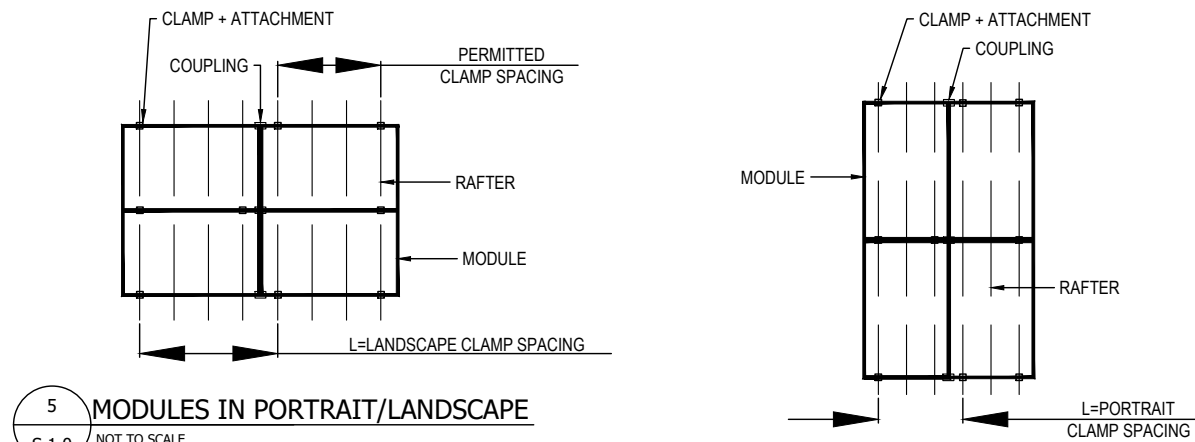 CLAMP + ATTACHMENT
COUPLING
PERMITTED
CLAMP SPACING
RAFTER
MODULE
L=LANDSCAPE CLAMP SPACING
CLAMP + ATTACHMENT
COUPLING
MODULE
RAFTER
L=PORTRAIT
CLAMP SPACING
5
MODULES IN PORTRAIT/LANDSCAPE
NOT TO SCALE